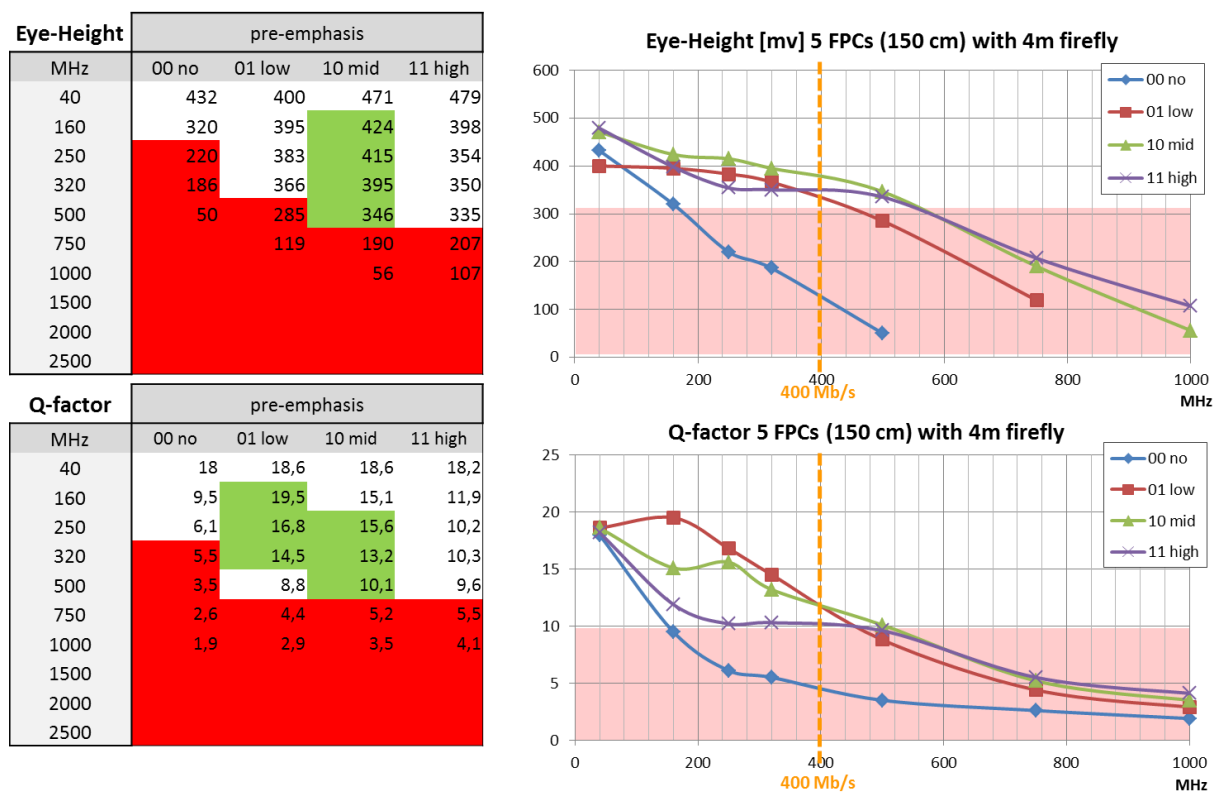 Eye-Height pre-emphasis
MHz 00 no 01 low 10 mid 11 high
40 432 400 471 479
160 320 395 424 398
250 220 383 415 354
320 186 366 395 350
500 50 285 346 335
750 119 190 207
1000 56 107
1500
2000
2500
Eye-Height [mv] 5 FPCs (150 cm) with 4m firefly
600
500
400
300
200
100
0
0 200 400 600 800 1000
400 Mb/s
MHz
00 no
01 low
10 mid
11 high
Q-factor pre-emphasis
MHz 00 no 01 low 10 mid 11 high
40 18 18,6 18,6 18,2
160 9,5 19,5 15,1 11,9
250 6,1 16,8 15,6 10,2
320 5,5 14,5 13,2 10,3
500 3,5 8,8 10,1 9,6
750 2,6 4,4 5,2 5,5
1000 1,9 2,9 3,5 4,1
1500
2000
2500
Q-factor 5 FPCs (150 cm) with 4m firefly
25
20
15
10
5
0
0 200 400 600 800 1000
400 Mb/s
MHz
00 no
01 low
10 mid
11 high